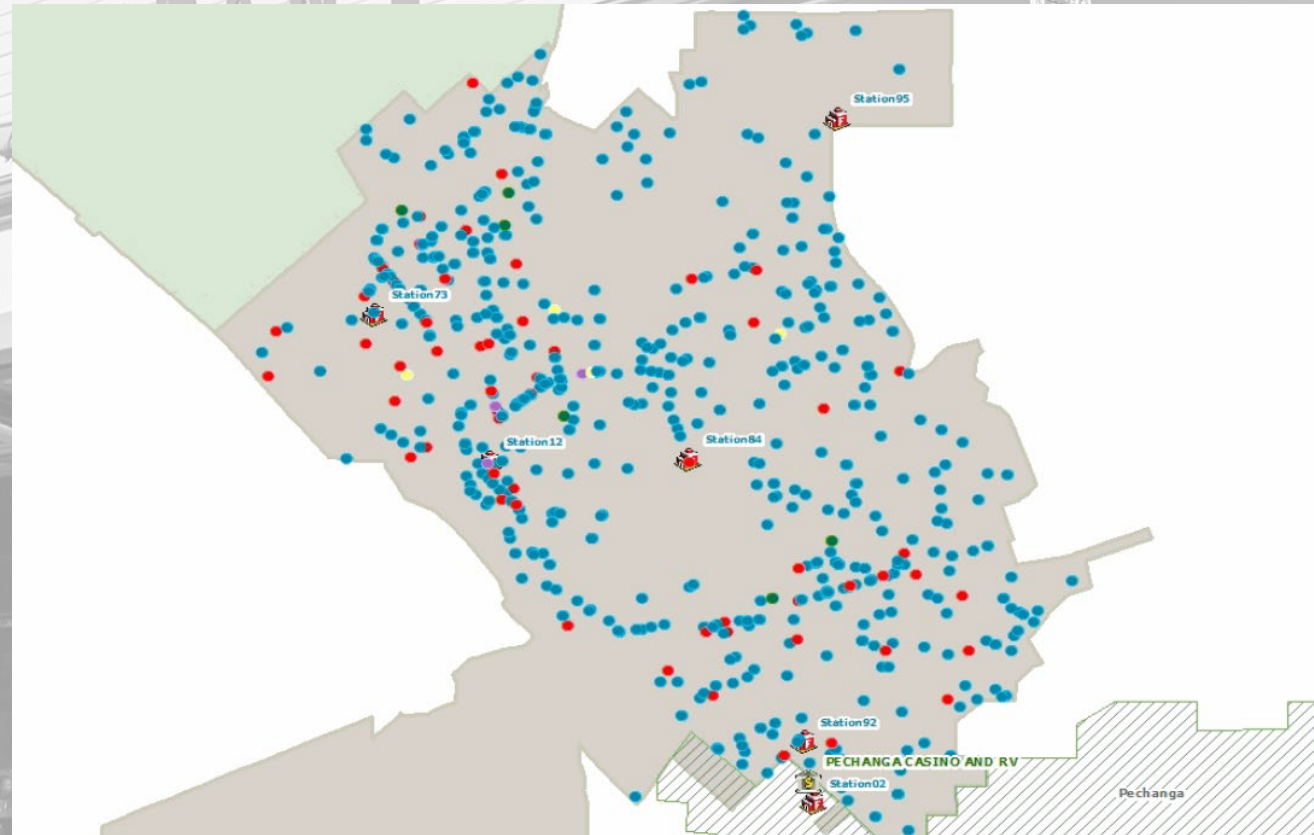 Station95
Station73
Station12
Station84
Station92
PECHANGA CASINO AND RV
Station02
Pechanga